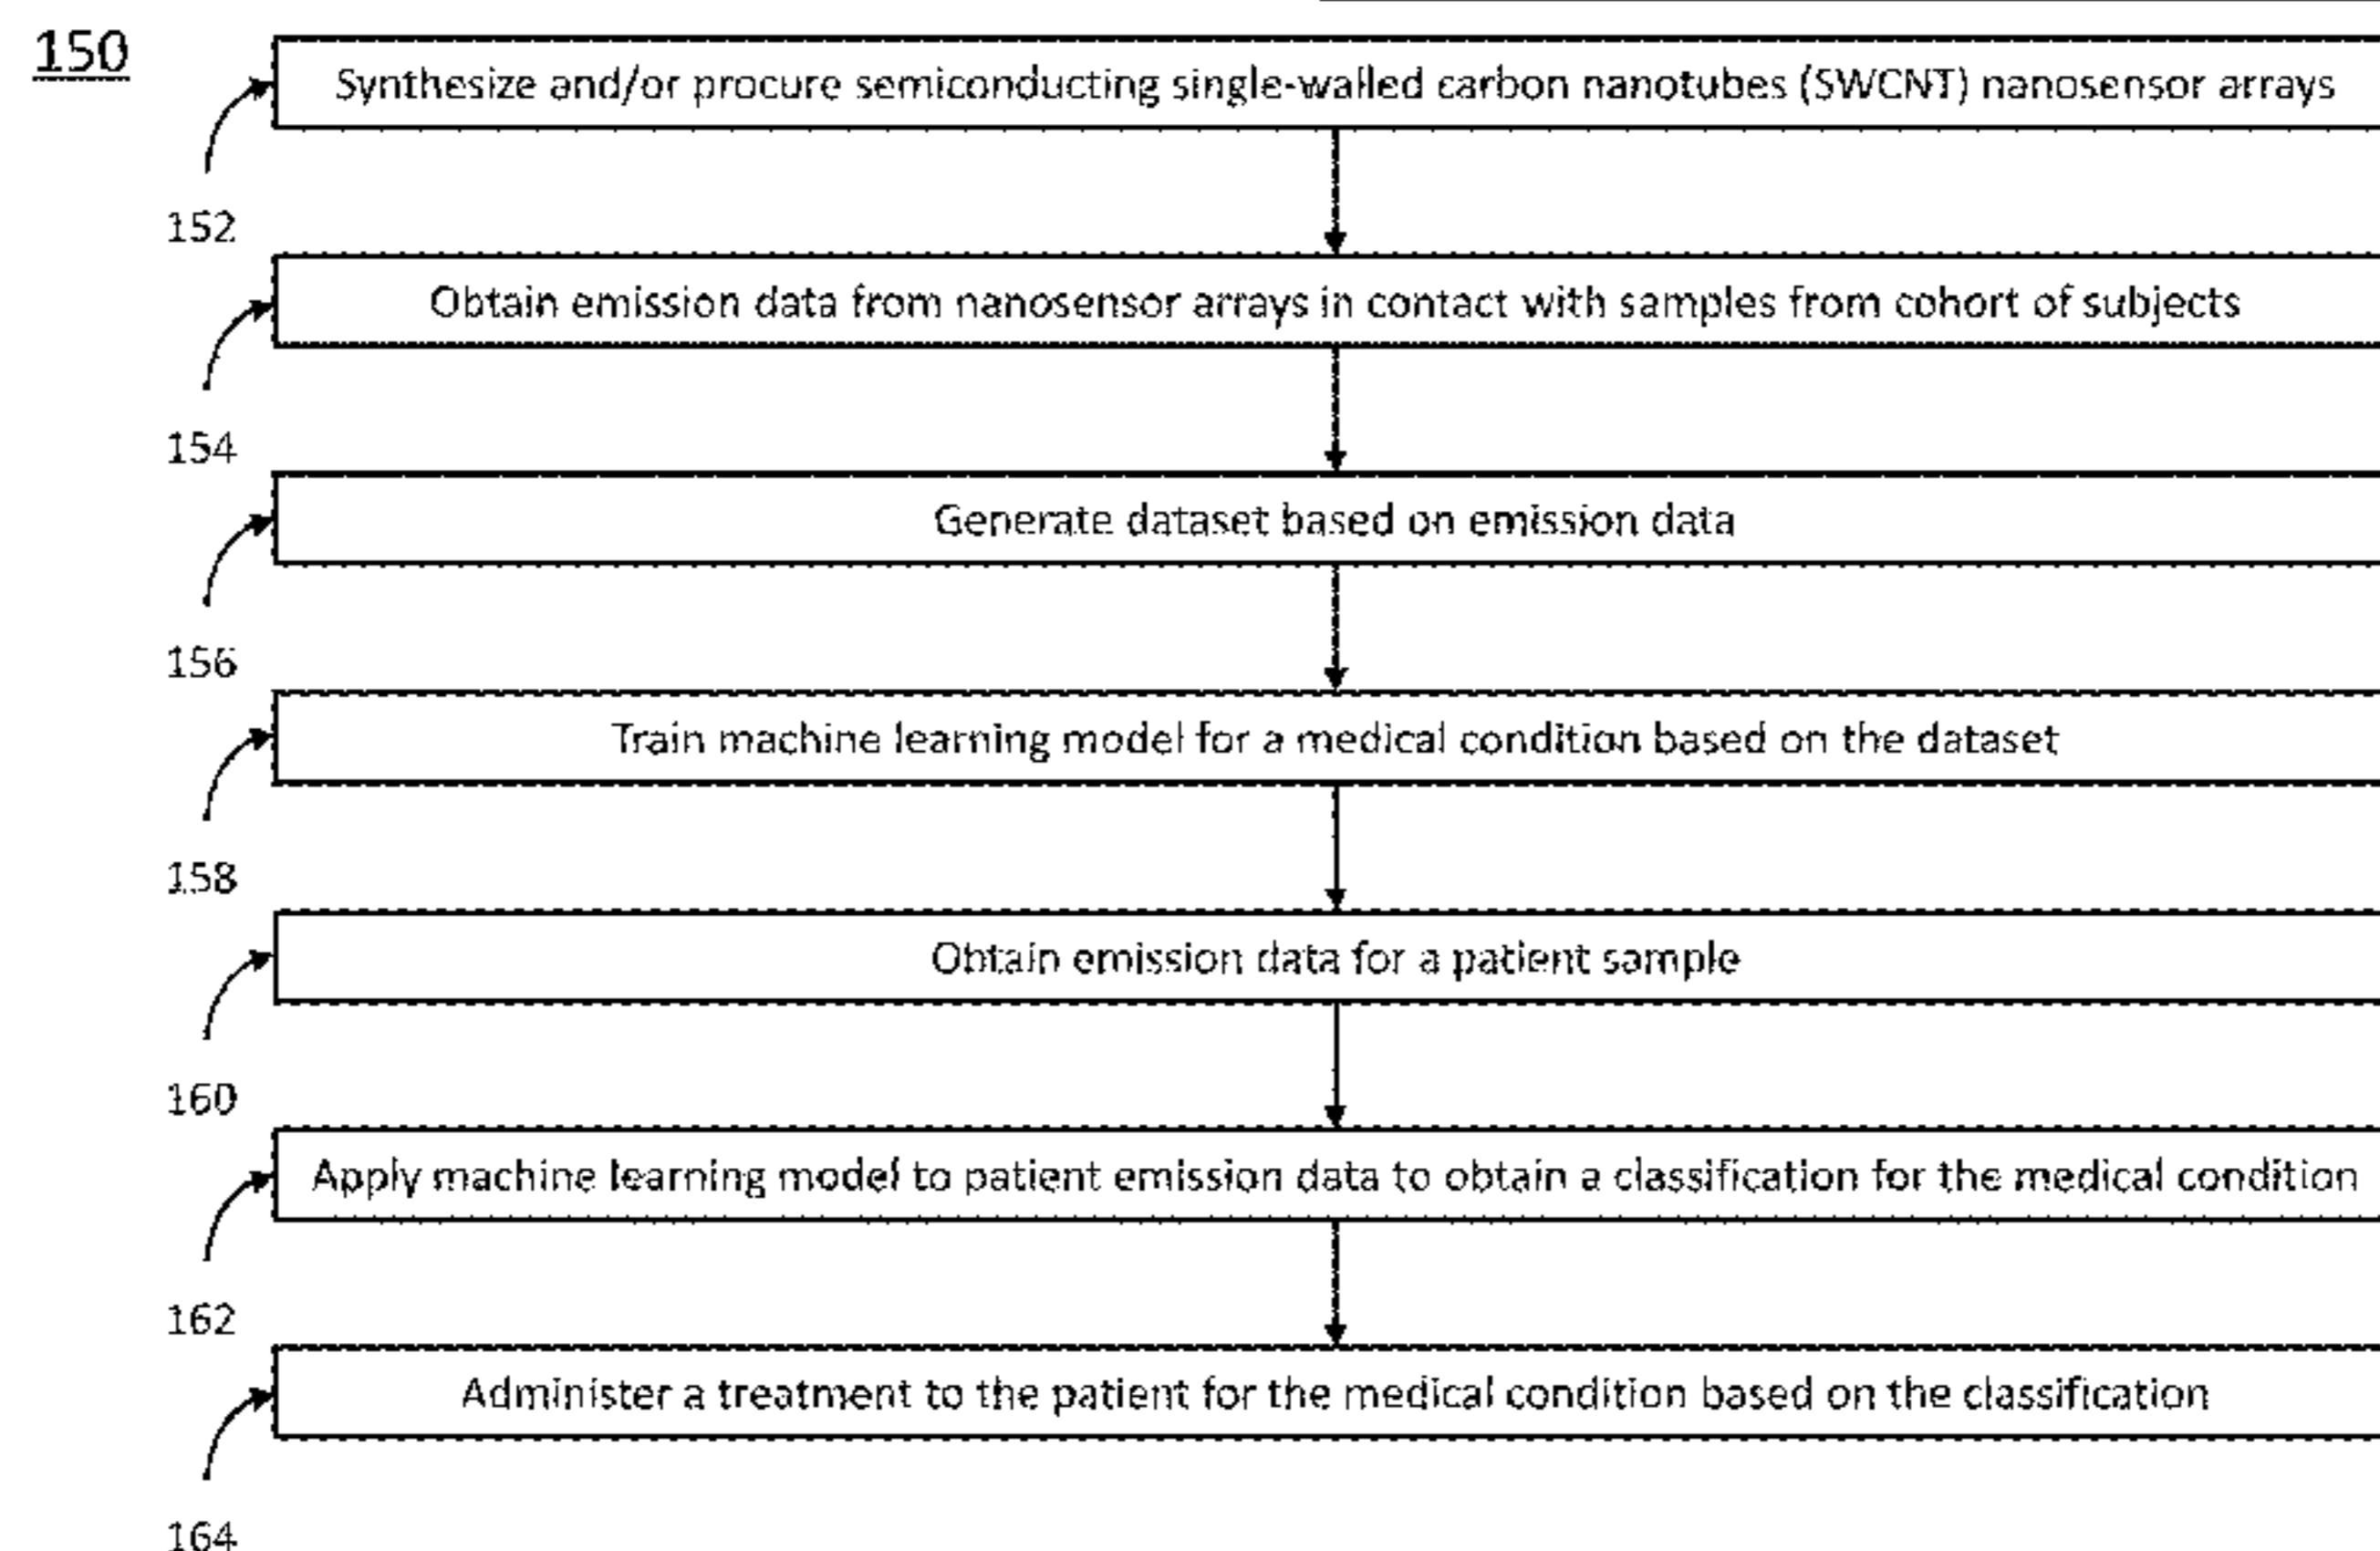 150
Synthesize and/or procure semiconducting single-walled carbon nanotubes (SWCNT) nanosensor arrays
152
Obtain emission data from nanosensor arrays in contact with samples from cohort of subjects
154
Generate dataset based on emission data
156
Train machine learning model for a medical condition based on the dataset
158
Obtain emission data for a patient sample
160
Apply machine learning model to patient emission data to obtain a classification for the medical condition
162
Administer a treatment to the patient for the medical condition based on the classification
164